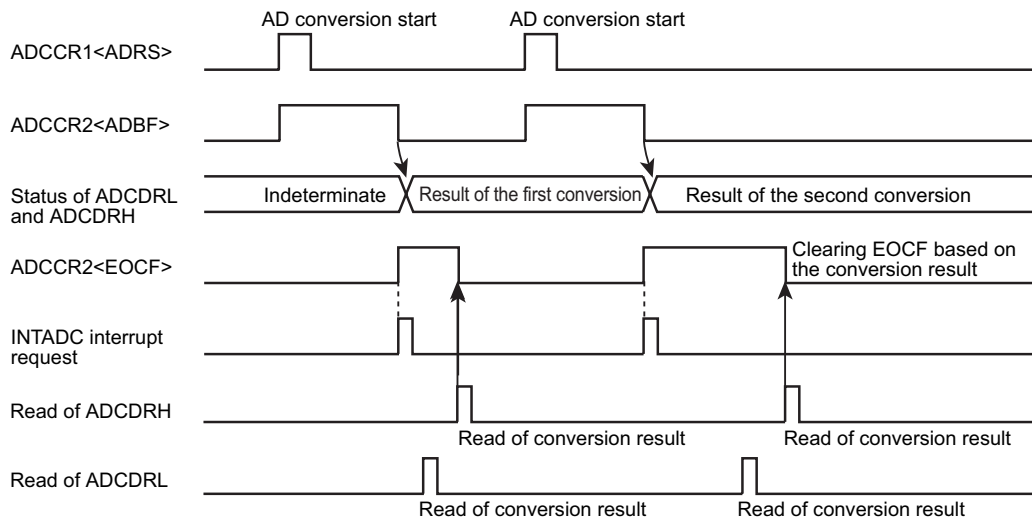 AD conversion start AD conversion start
ADCCR1<ADRS>
ADCCR2<ADBF>
Status of ADCDRL
and ADCDRH
Indeterminate Result of the first conversion Result of the second conversion
ADCCR2<EOCF>
Clearing EOCF based on
the conversion result
INTADC interrupt
request
Read of ADCDRH
Read of conversion result Read of conversion result
Read of ADCDRL
Read of conversion result Read of conversion result